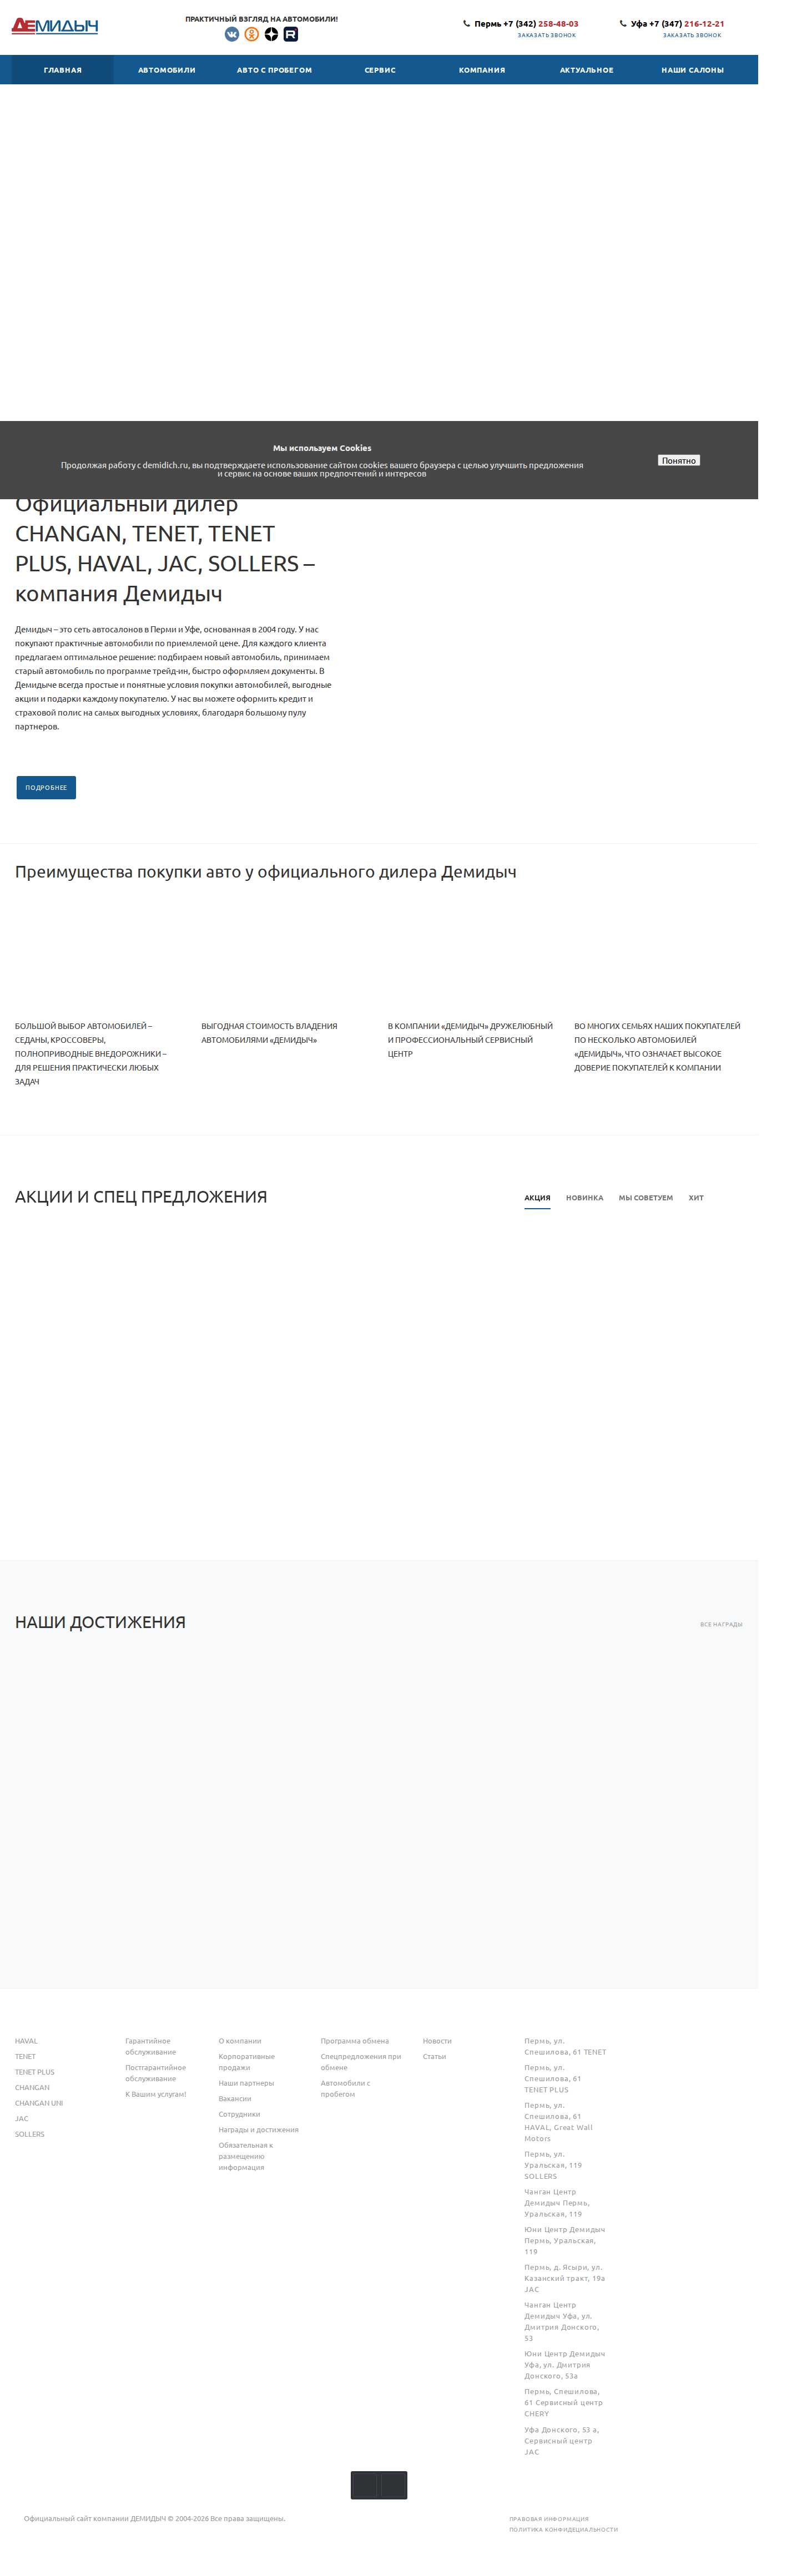 ДЕМИДЫЧ
ПРАКТИЧНЫЙ ВЗГЛЯД НА АВТОМОБИЛИ!
Пермь +7 (342) 258-48-03
ЗАКАЗАТЬ ЗВОНОК
Уфа +7 (347) 216-12-21
ЗАКАЗАТЬ ЗВОНОК
ГЛАВНАЯ
АВТОМОБИЛИ
АВТО С ПРОБЕГОМ
СЕРВИС
КОМПАНИЯ
АКТУАЛЬНОЕ
НАШИ САЛОНЫ
Мы используем Cookies
Продолжая работу с demidich.ru, вы подтверждаете использование сайтом cookies вашего браузера с целью улучшить предложения
и сервис на основе ваших предпочтений и интересов
Понятно
Официальный дилер
CHANGAN, TENET, TENET
PLUS, HAVAL, JAC, SOLLERS –
компания Демидыч
Демидыч – это сеть автосалонов в Перми и Уфе, основанная в 2004 году. У нас
покупают практичные автомобили по приемлемой цене. Для каждого клиента
предлагаем оптимальное решение: подбираем новый автомобиль, принимаем
старый автомобиль по программе трейд-ин, быстро оформляем документы. В
Демидыче всегда простые и понятные условия покупки автомобилей, выгодные
акции и подарки каждому покупателю. У нас вы можете оформить кредит и
страховой полис на самых выгодных условиях, благодаря большому пулу
партнеров.
ПОДРОБНЕЕ
Преимущества покупки авто у официального дилера Демидыч
БОЛЬШОЙ ВЫБОР АВТОМОБИЛЕЙ –
СЕДАНЫ, КРОССОВЕРЫ,
ПОЛНОПРИВОДНЫЕ ВНЕДОРОЖНИКИ –
ДЛЯ РЕШЕНИЯ ПРАКТИЧЕСКИ ЛЮБЫХ
ЗАДАЧ
ВЫГОДНАЯ СТОИМОСТЬ ВЛАДЕНИЯ
АВТОМОБИЛЯМИ «ДЕМИДЫЧ»
В КОМПАНИИ «ДЕМИДЫЧ» ДРУЖЕЛЮБНЫЙ
И ПРОФЕССИОНАЛЬНЫЙ СЕРВИСНЫЙ
ЦЕНТР
ВО МНОГИХ СЕМЬЯХ НАШИХ ПОКУПАТЕЛЕЙ
ПО НЕСКОЛЬКО АВТОМОБИЛЕЙ
«ДЕМИДЫЧ», ЧТО ОЗНАЧАЕТ ВЫСОКОЕ
ДОВЕРИЕ ПОКУПАТЕЛЕЙ К КОМПАНИИ
АКЦИИ И СПЕЦ ПРЕДЛОЖЕНИЯ
АКЦИЯ
НОВИНКА
МЫ СОВЕТУЕМ
ХИТ
НАШИ ДОСТИЖЕНИЯ
ВСЕ НАГРАДЫ
HAVAL
TENET
TENET PLUS
CHANGAN
CHANGAN UNI
JAC
SOLLERS
Гарантийное
обслуживание
Постгарантийное
обслуживание
К Вашим услугам!
О компании
Корпоративные
продажи
Наши партнеры
Вакансии
Сотрудники
Награды и достижения
Обязательная к
размещению
информация
Программа обмена
Спецпредложения при
обмене
Автомобили с
пробегом
Новости
Статьи
Пермь, ул.
Спешилова, 61 TENET
Пермь, ул.
Спешилова, 61
TENET PLUS
Пермь, ул.
Спешилова, 61
HAVAL, Great Wall
Motors
Пермь, ул.
Уральская, 119
SOLLERS
Чанган Центр
Демидыч Пермь,
Уральская, 119
Юни Центр Демидыч
Пермь, Уральская,
119
Пермь, д. Ясыри, ул.
Казанский тракт, 19а
JAC
Чанган Центр
Демидыч Уфа, ул.
Дмитрия Донского,
53
Юни Центр Демидыч
Уфа, ул. Дмитрия
Донского, 53а
Пермь, Спешилова,
61 Сервисный центр
CHERY
Уфа Донского, 53 а,
Сервисный центр
JAC
Официальный сайт компании ДЕМИДЫЧ © 2004-2026 Все права защищены.
ПРАВОВАЯ ИНФОРМАЦИЯ
ПОЛИТИКА КОНФИДЕЦИАЛЬНОСТИ